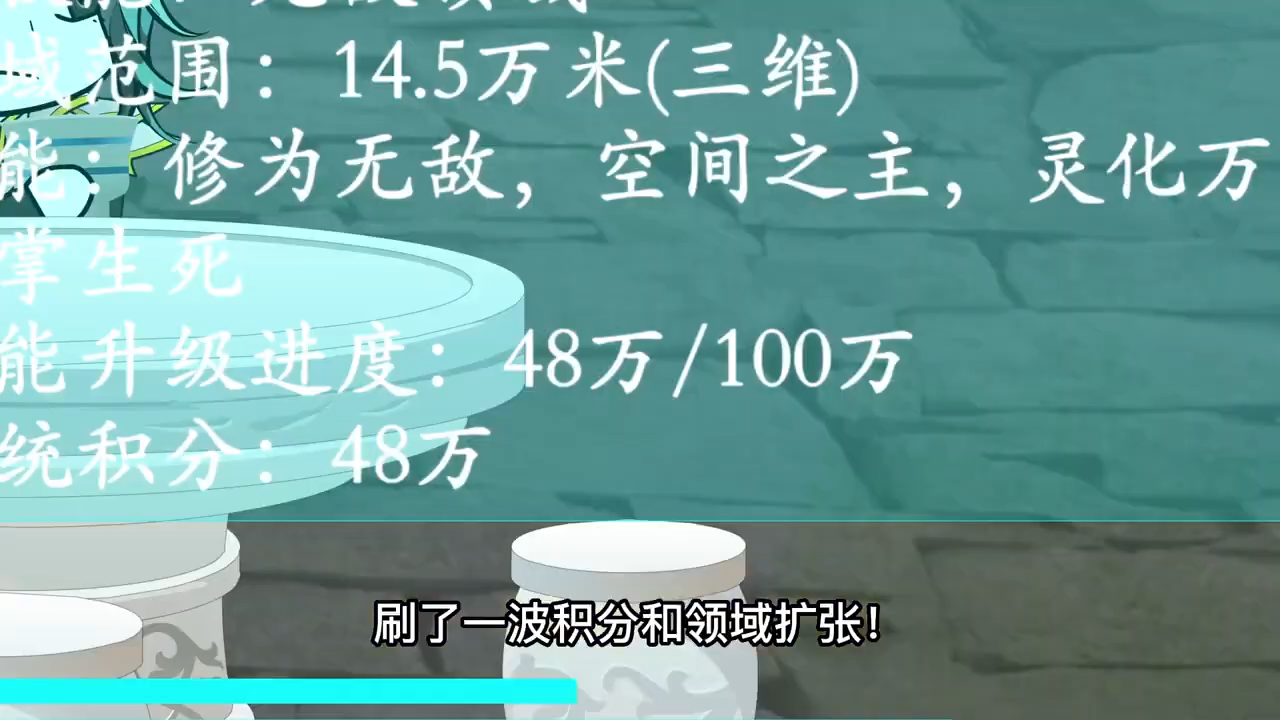 域范围：14.5万米(三维)
能：修为无敌，空间之主，灵化万
掌生死
能升级进度：48万/100万
统积分：48万
刷了一波积分和领域扩张！